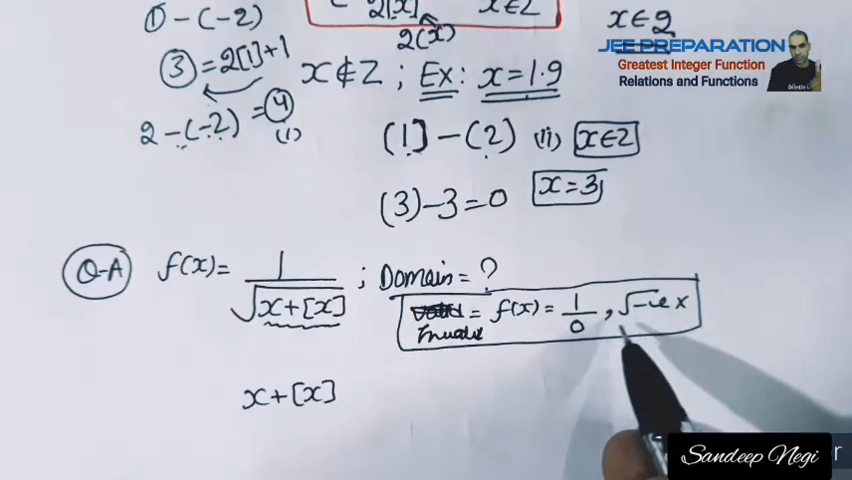 ① - (-2)
2[x] x∈Z
2(x)
x∈2
JEE PREPARATION
Greatest Integer Function
Relations and Functions
③ = 2[1]+1
x∉Z ; Ex: x=1.9
2 - (-2) = ④
(i)
(1] - (2) (ii) x∈Z
(3)-3=0 x=3
Q-A f(x)= 1/√x+[x] ; Domain= ?
= f(x) = 1/0 , √-ve x
x+[x]
Sandeep Negi